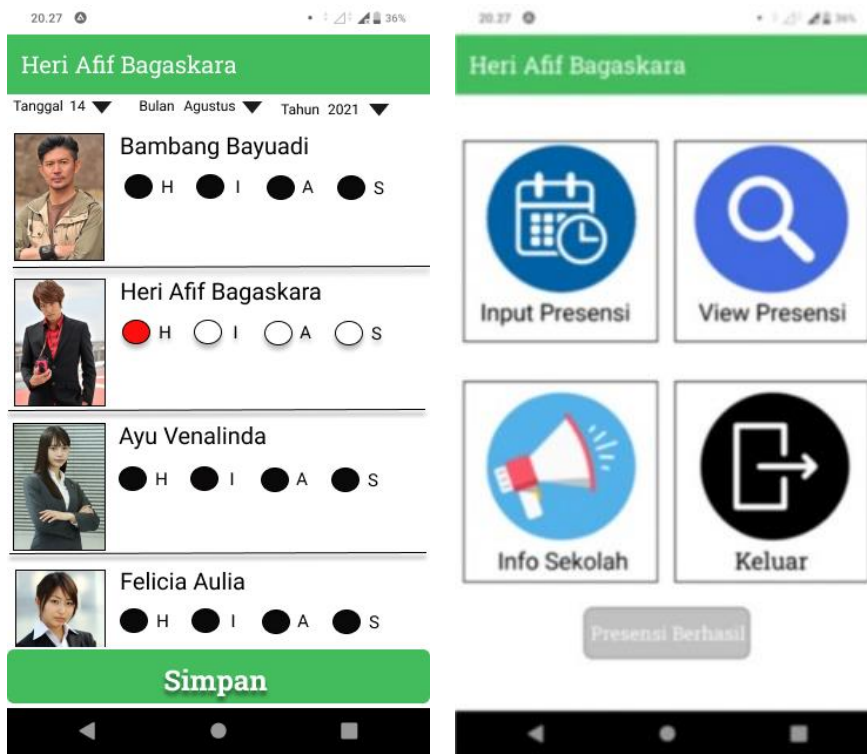 20.27
36%
Heri Afif Bagaskara
Tanggal 14 Bulan Agustus Tahun 2021
Bambang Bayuadi
H I A S
Heri Afif Bagaskara
H I A S
Ayu Venalinda
H I A S
Felicia Aulia
H I A S
Simpan
20.27
36%
Heri Afif Bagaskara
Input Presensi
View Presensi
Info Sekolah
Keluar
Presensi Berhasil